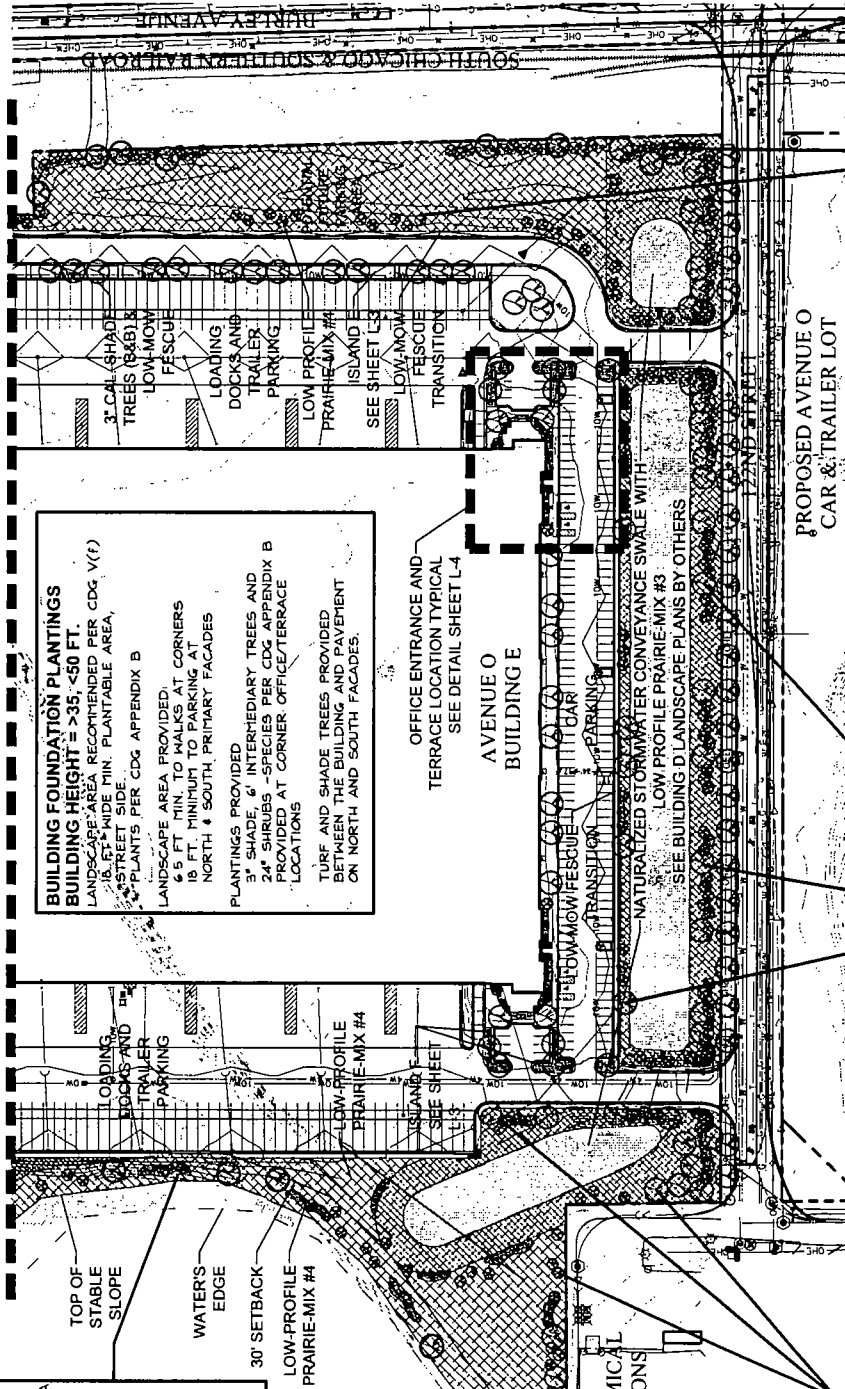 BURLEY AVENUE
SOUTH CHICAGO & SOUTHERN RAILROAD
POTENTIAL
FUTURE
PARKING
AREA
3" CAL. (SHADE
TREES (B&B) &
LOW-MOW
FESCUE
LOADING
DOCKS AND
TRAILER
PARKING
LOW PROFILE
PRAIRIE-MIX #4
ISLAND E
SEE SHEET L-3
LOW-MOW
FESCUE
TRANSITION
BUILDING FOUNDATION PLANTINGS
BUILDING HEIGHT = >35, <50 FT.
LANDSCAPE AREA RECOMMENDED PER CDG V(F)
18 FT WIDE MIN. PLANTABLE AREA,
STREET SIDE
PLANTS PER CDG APPENDIX B
LANDSCAPE AREA PROVIDED:
6.5 FT MIN. TO WALKS AT CORNERS
18 FT. MINIMUM TO PARKING AT
NORTH & SOUTH PRIMARY FACADES
PLANTINGS PROVIDED
3" SHADE, 6' INTERMEDIARY TREES AND
24" SHRUBS -SPECIES PER CDG APPENDIX B
PROVIDED AT CORNER OFFICE/TERRACE
LOCATIONS
TURF AND SHADE TREES PROVIDED
BETWEEN THE BUILDING AND PAVEMENT
ON NORTH AND SOUTH FACADES.
OFFICE ENTRANCE AND
TERRACE LOCATION TYPICAL
SEE DETAIL SHEET L-4
AVENUE O
BUILDING E
CAR
PARKING
LOW-MOW FESCUE
TRANSITION
NATURALIZED STORMWATER CONVEYANCE SWALE WITH
LOW PROFILE PRAIRIE-MIX #3
SEE BUILDING D LANDSCAPE PLANS BY OTHERS
122ND STREET
PROPOSED AVENUE O
CAR & TRAILER LOT
LOADING
DOCKS AND
TRAILER
PARKING
LOW-PROFILE
PRAIRIE-MIX #4
ISLAND F
SEE SHEET
L-3
TOP OF
STABLE
SLOPE
WATER'S
EDGE
30' SETBACK
LOW-PROFILE
PRAIRIE-MIX #4
MICAL
ONS